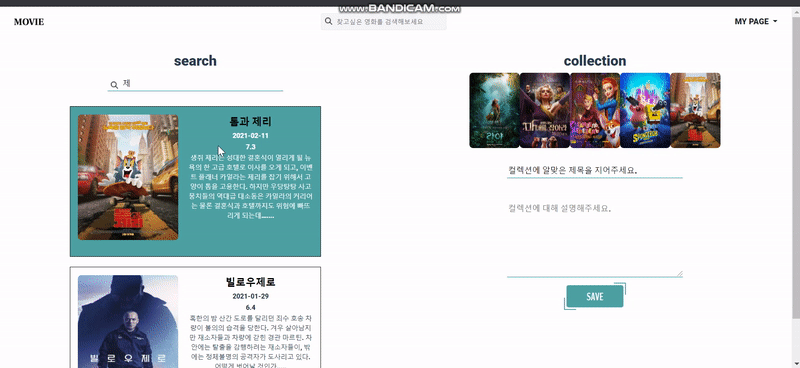 www.BANDICAM.com
MOVIE
찾고싶은 영화를 검색해보세요
MY PAGE
search
제
톰과 제리
2021-02-11
7.3
생쥐 제리는 성대한 결혼식이 열리게 될 뉴
욕의 한 고급 호텔로 이사를 오게 되고, 이벤
트 플래너 카일라는 제리를 잡기 위해서 고
양이 톰을 고용한다. 하지만 우당탕탕 사고
뭉치들의 역대급 대소동은 카일라의 커리어
는 물론 결혼식과 호텔까지도 위험에 빠뜨
리게 되는데......
빌로우제로
2021-01-29
6.4
혹한의 밤 산간 도로를 달리던 죄수 호송 차
량이 불의의 습격을 당한다. 겨우 살아남지
만 재소자들과 차량에 갇힌 경관 마르틴. 차
안에는 탈출을 감행하려는 재소자들이, 밖
에는 정체불명의 공격자가 도사리고 있다.
어떻게 벗어날 것인가.....
빌로우제로
collection
컬렉션에 알맞은 제목을 지어주세요.
컬렉션에 대해 설명해주세요.
SAVE